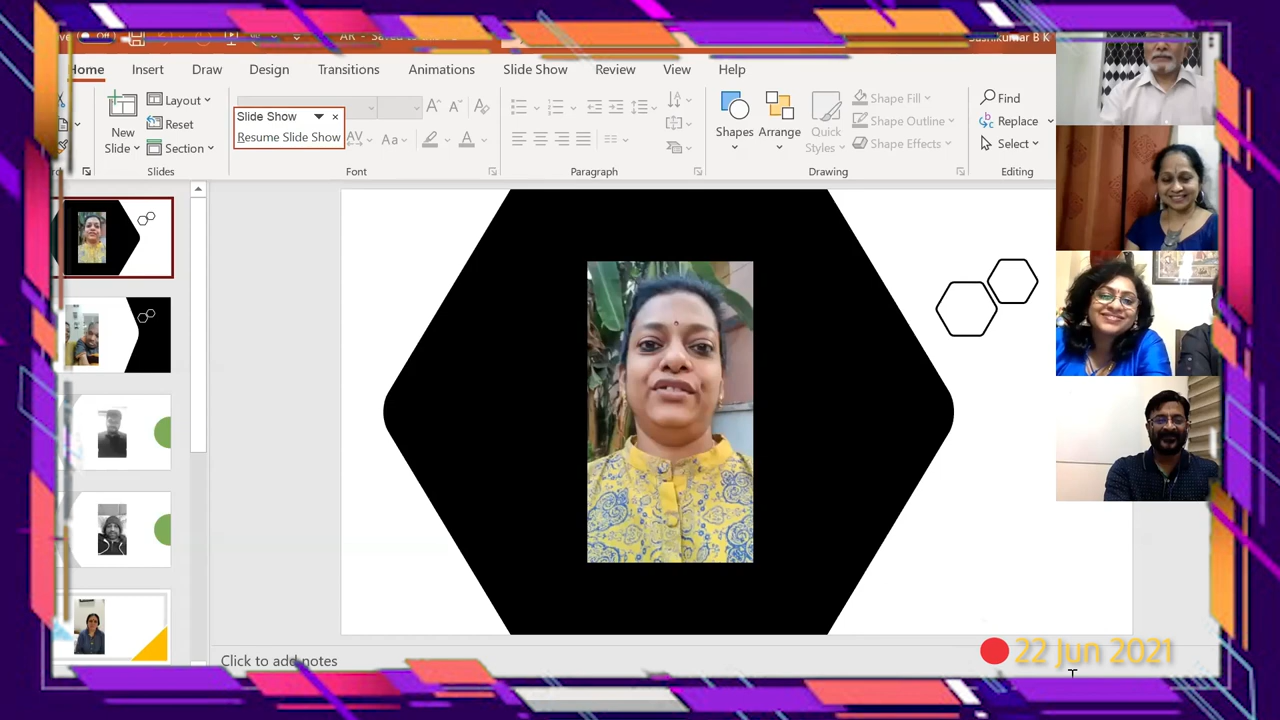 Off
Home Insert Draw Design Transitions Animations Slide Show Review View Help
New
Slide
Layout
Reset
Section
Slides
Slide Show
Resume Slide Show
Aa
Font
Paragraph
Shapes
Arrange
Quick
Styles
Shape Fill
Shape Outline
Shape Effects
Drawing
Find
Replace
Select
Editing
Click to add notes
22 Jun 2021